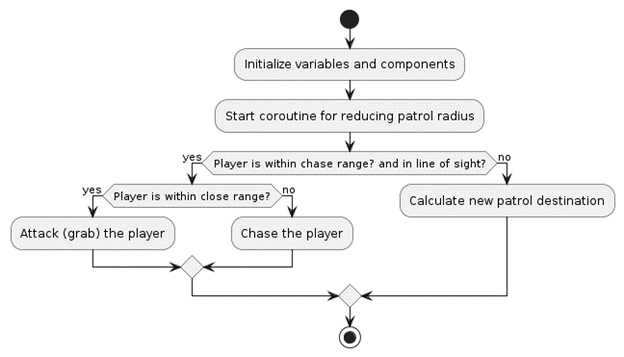 Initialize variables and components
Start coroutine for reducing patrol radius
yes
Player is within chase range? and in line of sight?
no
yes
Player is within close range?
no
Calculate new patrol destination
Attack (grab) the player
Chase the player